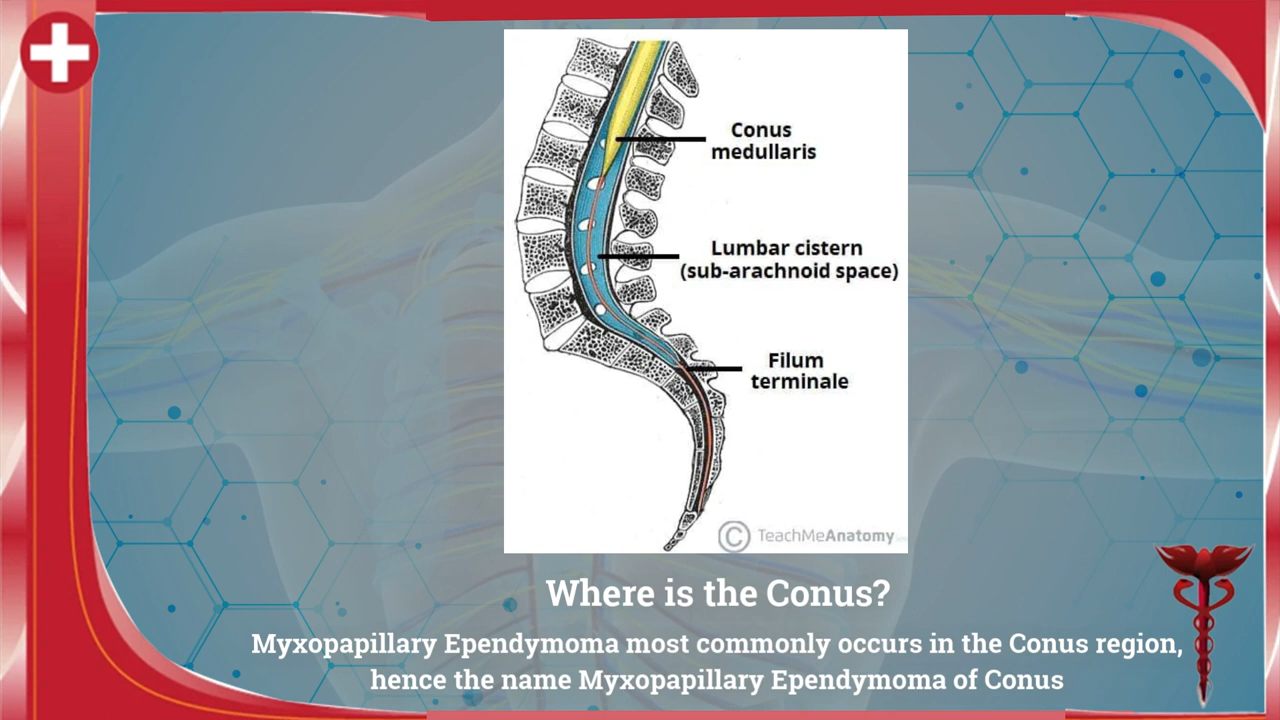 Conus
medullaris
Lumbar cistern
(sub-arachnoid space)
Filum
terminale
© TeachMeAnatomy
Where is the Conus?
Myxopapillary Ependymoma most commonly occurs in the Conus region,
hence the name Myxopapillary Ependymoma of Conus